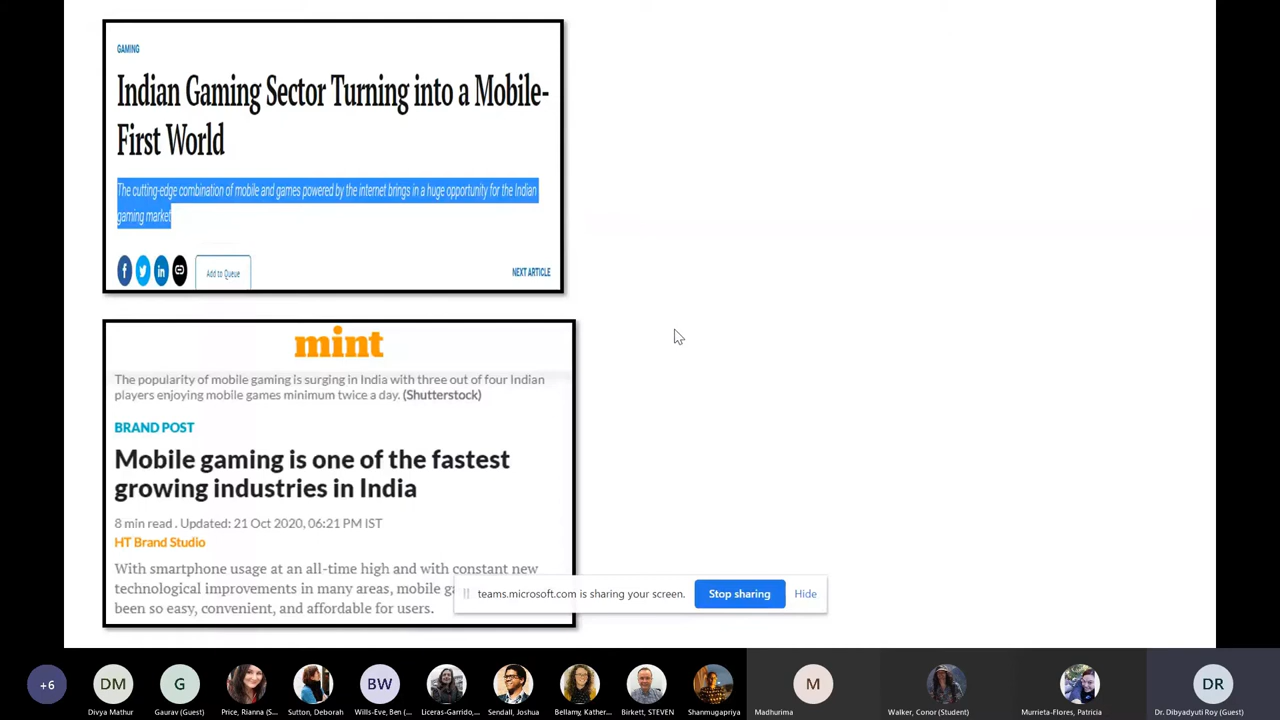 GAMING
Indian Gaming Sector Turning into a Mobile-
First World
The cutting-edge combination of mobile and games powered by the internet brings in a huge opportunity for the Indian
gaming market
Add to Queue
NEXT ARTICLE
mint
The popularity of mobile gaming is surging in India with three out of four Indian
players enjoying mobile games minimum twice a day. (Shutterstock)
BRAND POST
Mobile gaming is one of the fastest
growing industries in India
8 min read . Updated: 21 Oct 2020, 06:21 PM IST
HT Brand Studio
With smartphone usage at an all-time high and with constant new
technological improvements in many areas, mobile ga
been so easy, convenient, and affordable for users.
teams.microsoft.com is sharing your screen.
Stop sharing
Hide
+6
DM
G
BW
M
DR
Divya Mathur
Gaurav (Guest)
Price, Rianna (S...
Sutton, Deborah
Wills-Eve, Ben (...
Liceras-Garrido,...
Sendall, Joshua
Bellamy, Kather...
Birkett, STEVEN
Shanmugapriya
Madhurima
Walker, Conor (Student)
Murrieta-Flores, Patricia
Dr. Dibyadyuti Roy (Guest)